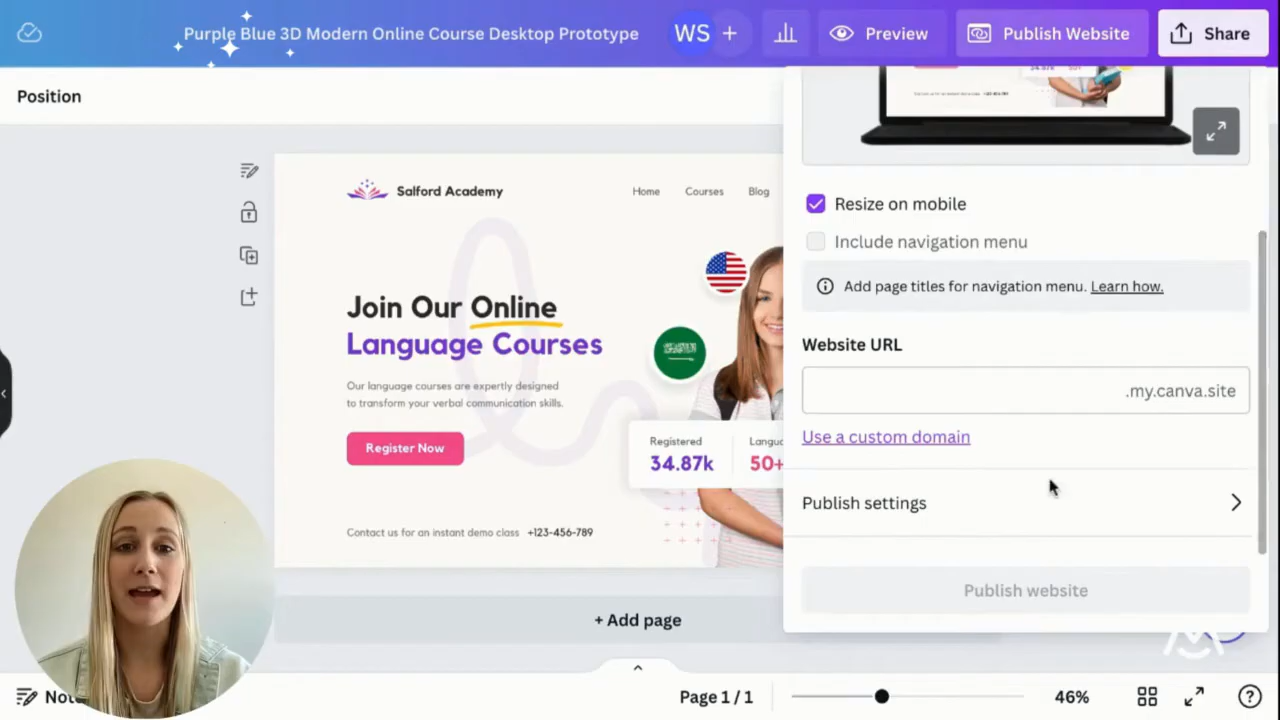 Purple Blue 3D Modern Online Course Desktop Prototype
WS
+
Preview
Publish Website
Share
Position
Salford Academy
Home
Courses
Blog
Join Our Online
Language Courses
Our language courses are expertly designed
to transform your verbal communication skills.
Register Now
Registered
34.87k
50+
Contact us for an instant demo class +123-456-789
+ Add page
Resize on mobile
Include navigation menu
Add page titles for navigation menu. Learn how.
Website URL
.my.canva.site
Use a custom domain
Publish settings
Publish website
Page 1 / 1
46%